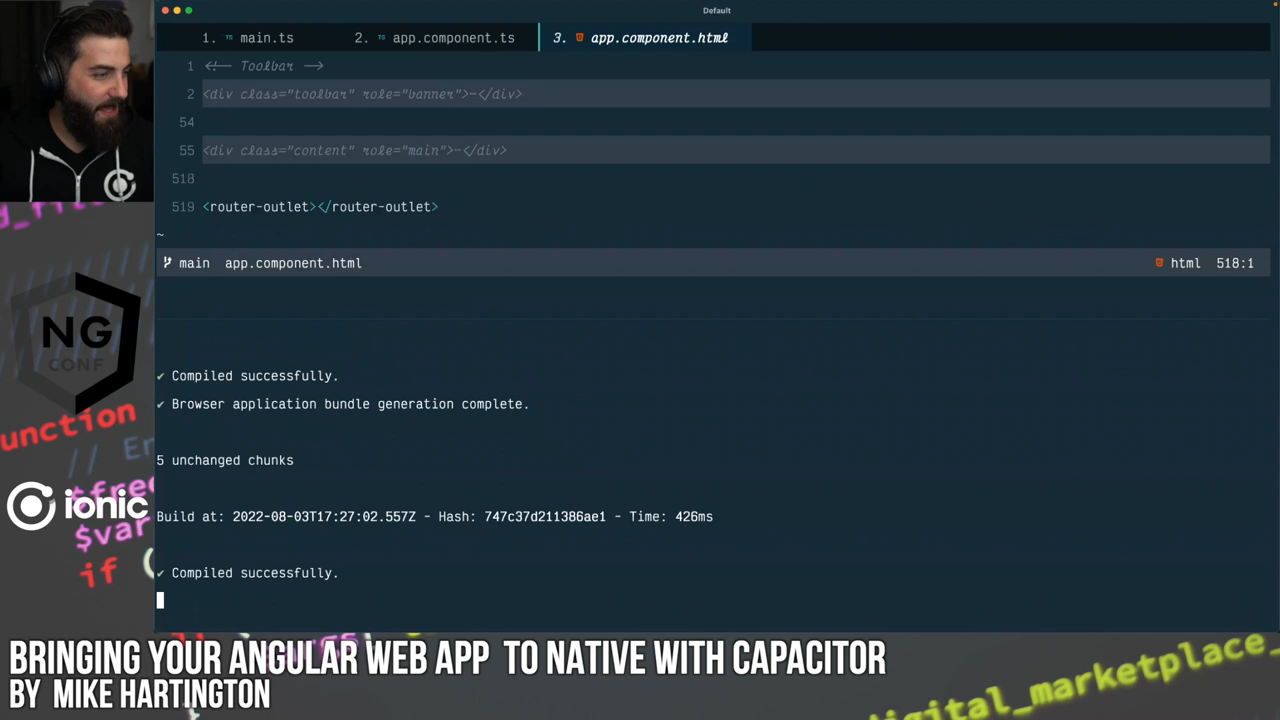 Default
1. TS main.ts
2. TS app.component.ts
3. app.component.html
1 <!-- Toolbar -->
2 <div class="toolbar" role="banner">--</div>
54
55 <div class="content" role="main">--</div>
518
519 <router-outlet></router-outlet>
~
main app.component.html
html 518:1
✔ Compiled successfully.
✔ Browser application bundle generation complete.
5 unchanged chunks
Build at: 2022-08-03T17:27:02.557Z - Hash: 747c37d211386ae1 - Time: 426ms
✔ Compiled successfully.
NG
CONF
unction
//
ionic
$var
if (
BRINGING YOUR ANGULAR WEB APP TO NATIVE WITH CAPACITOR
BY MIKE HARTINGTON
digital_marketplace_